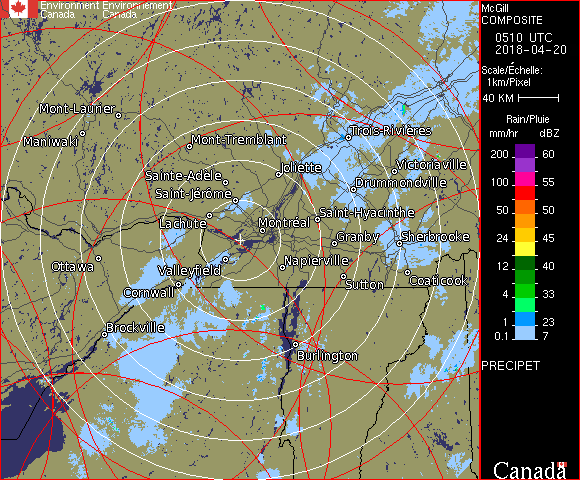 Environment Environnement
Canada Canada
Mont-Laurier
Maniwaki
Mont-Tremblant
Trois-Rivières
Joliette
Victoriaville
Sainte-Adèle
Drummondville
Saint-Jérôme
Saint-Hyacinthe
Lachute
Montréal
Granby
Sherbrooke
Ottawa
Valleyfield
Napierville
Sutton
Coaticook
Cornwall
Brockville
Burlington
McGill
COMPOSITE
0510 UTC
2018-04-20
Scale/Échelle:
1km/Pixel
40 KM
Rain/Pluie
mm/hr dBZ
200 60
100 55
50 50
24 45
12 40
4 33
1 23
0.1 7
PRECIPET
Canada